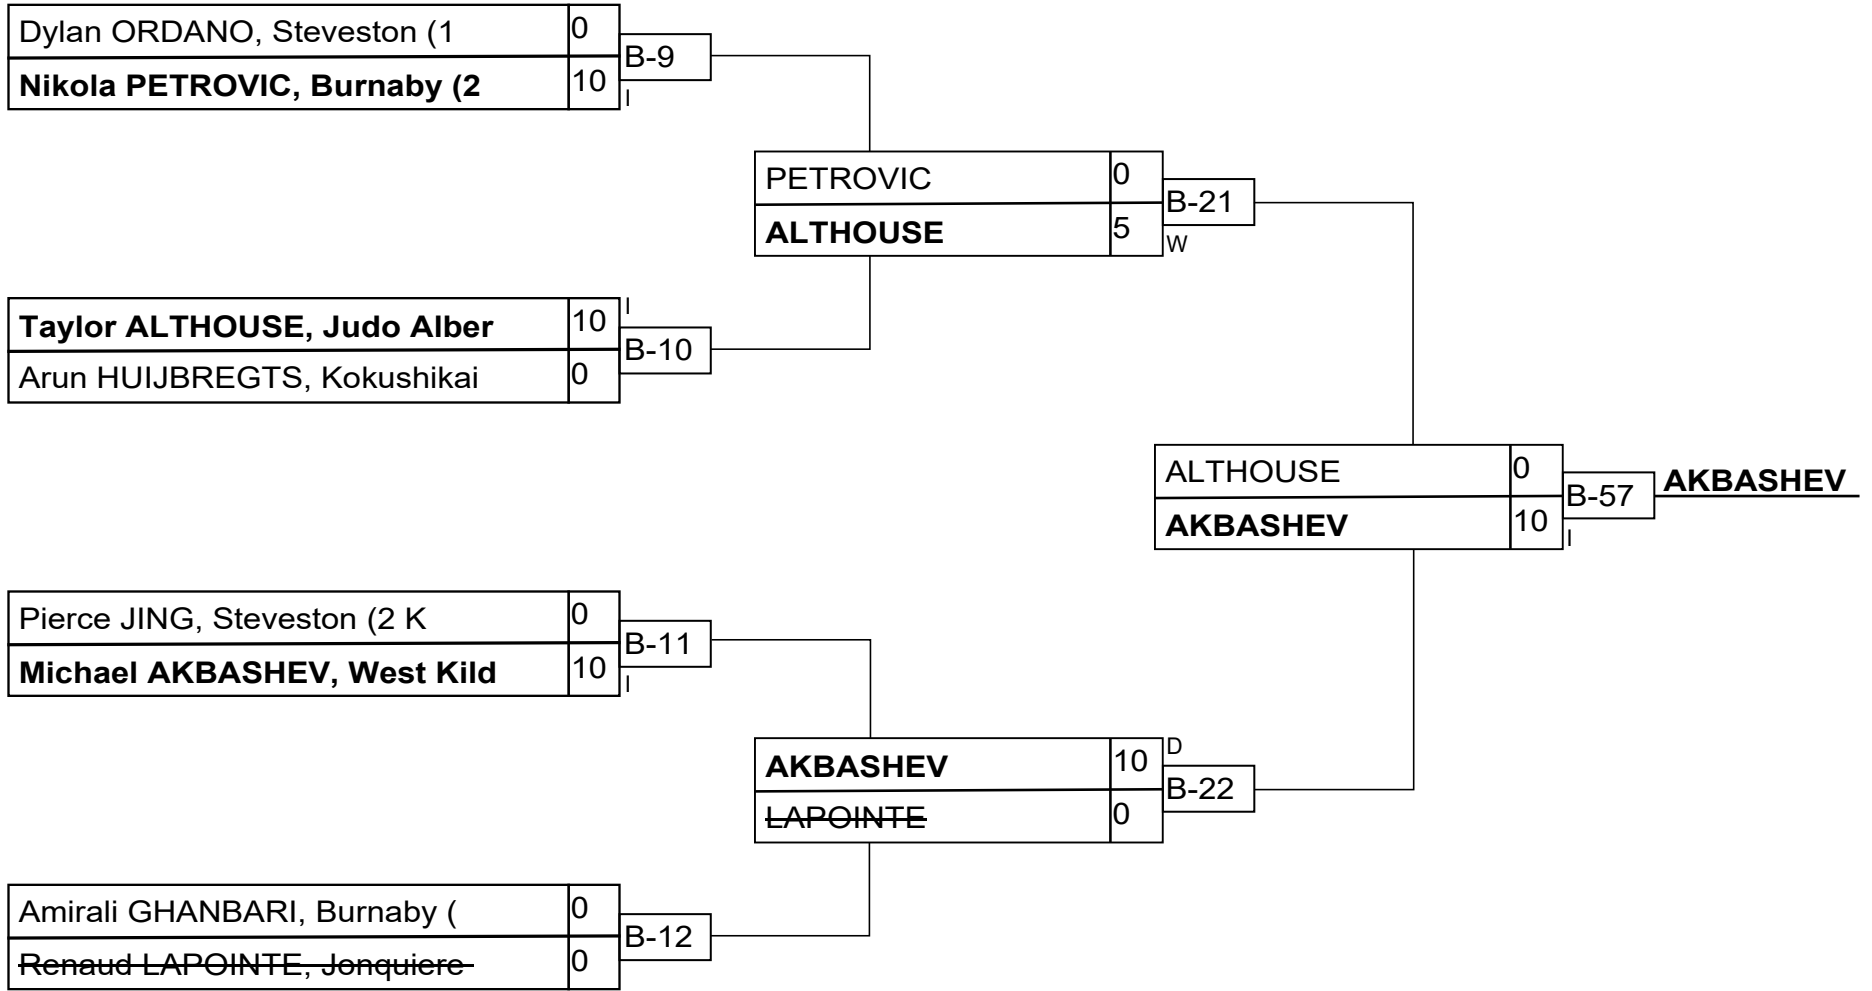 Dylan ORDANO, Steveston (1 0
B-9
Nikola PETROVIC, Burnaby (2 10
I
PETROVIC 0
B-21
ALTHOUSE 5
W
I
Taylor ALTHOUSE, Judo Alber 10
B-10
Arun HUIJBREGTS, Kokushikai 0
ALTHOUSE 0
B-57 AKBASHEV
AKBASHEV 10
I
Pierce JING, Steveston (2 K 0
B-11
Michael AKBASHEV, West Kild 10
I
D
AKBASHEV 10
B-22
LAPOINTE 0
Amirali GHANBARI, Burnaby ( 0
B-12
Renaud LAPOINTE, Jonquiere 0